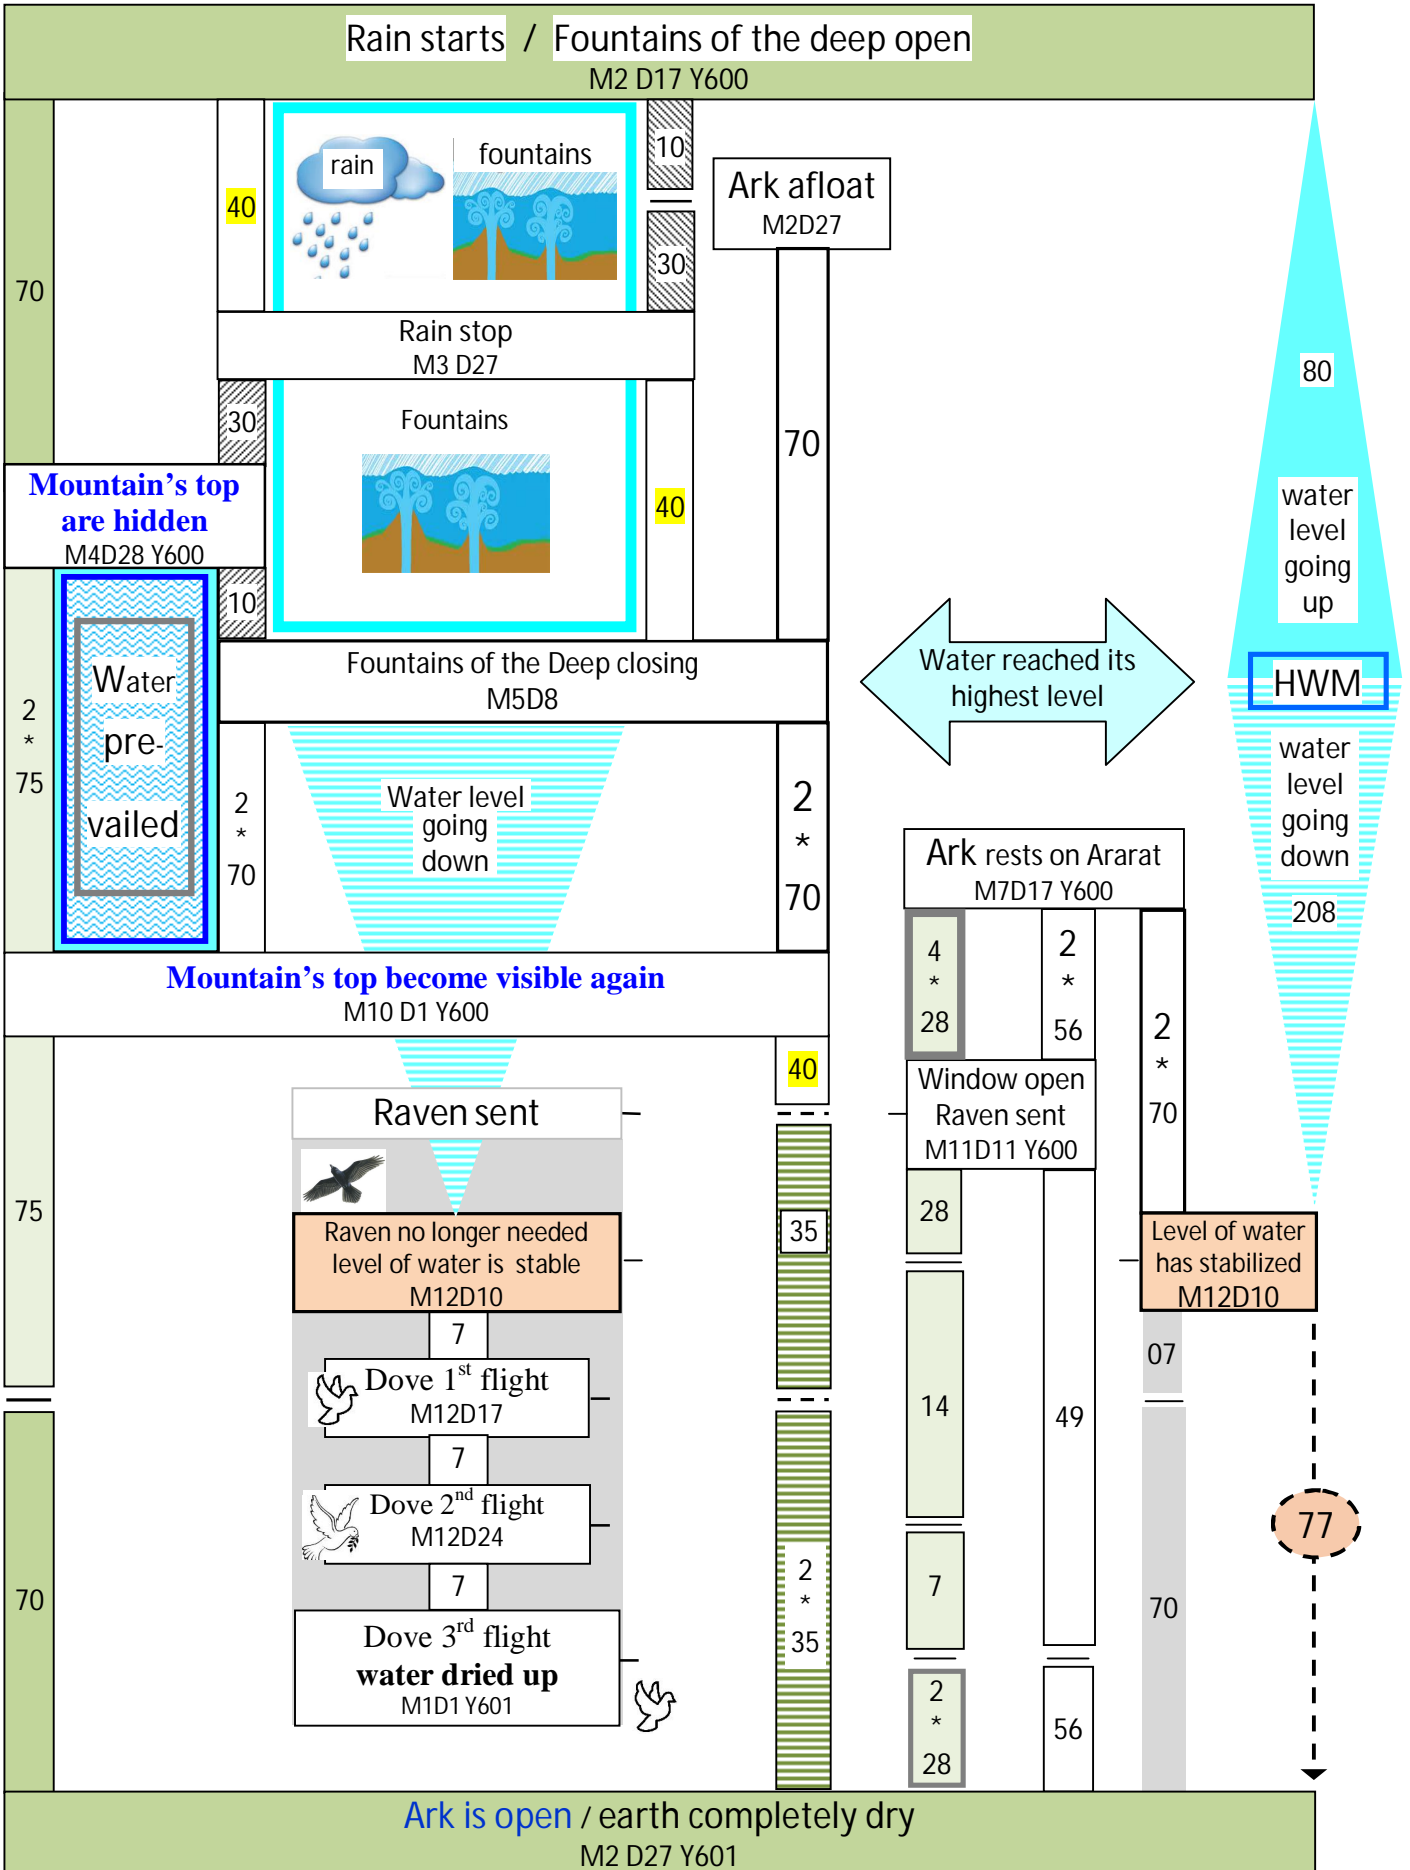 Rain starts / Fountains of the deep open
M2 D17 Y600
rain
fountains
10
40
30
70
Ark afloat
M2D27
Rain stop
M3 D27
80
30
Fountains
70
40
Mountain's top
are hidden
M4D28 Y600
10
water
level
going
up
Fountains of the Deep closing
M5D8
Water reached its
highest level
HWM
Water
pre-
vailed
2
*
75
2
*
70
Water level
going
down
2
*
70
water
level
going
down
208
Ark rests on Ararat
M7D17 Y600
4
*
28
2
*
56
2
*
70
Mountain's top become visible again
M10 D1 Y600
40
Raven sent
Window open
Raven sent
M11D11 Y600
75
35
28
Raven no longer needed
level of water is stable
M12D10
Level of water
has stabilized
M12D10
7
07
Dove 1st flight
M12D17
14
49
7
Dove 2nd flight
M12D24
77
7
70
2
*
35
7
70
Dove 3rd flight
water dried up
M1D1 Y601
2
*
28
56
Ark is open / earth completely dry
M2 D27 Y601